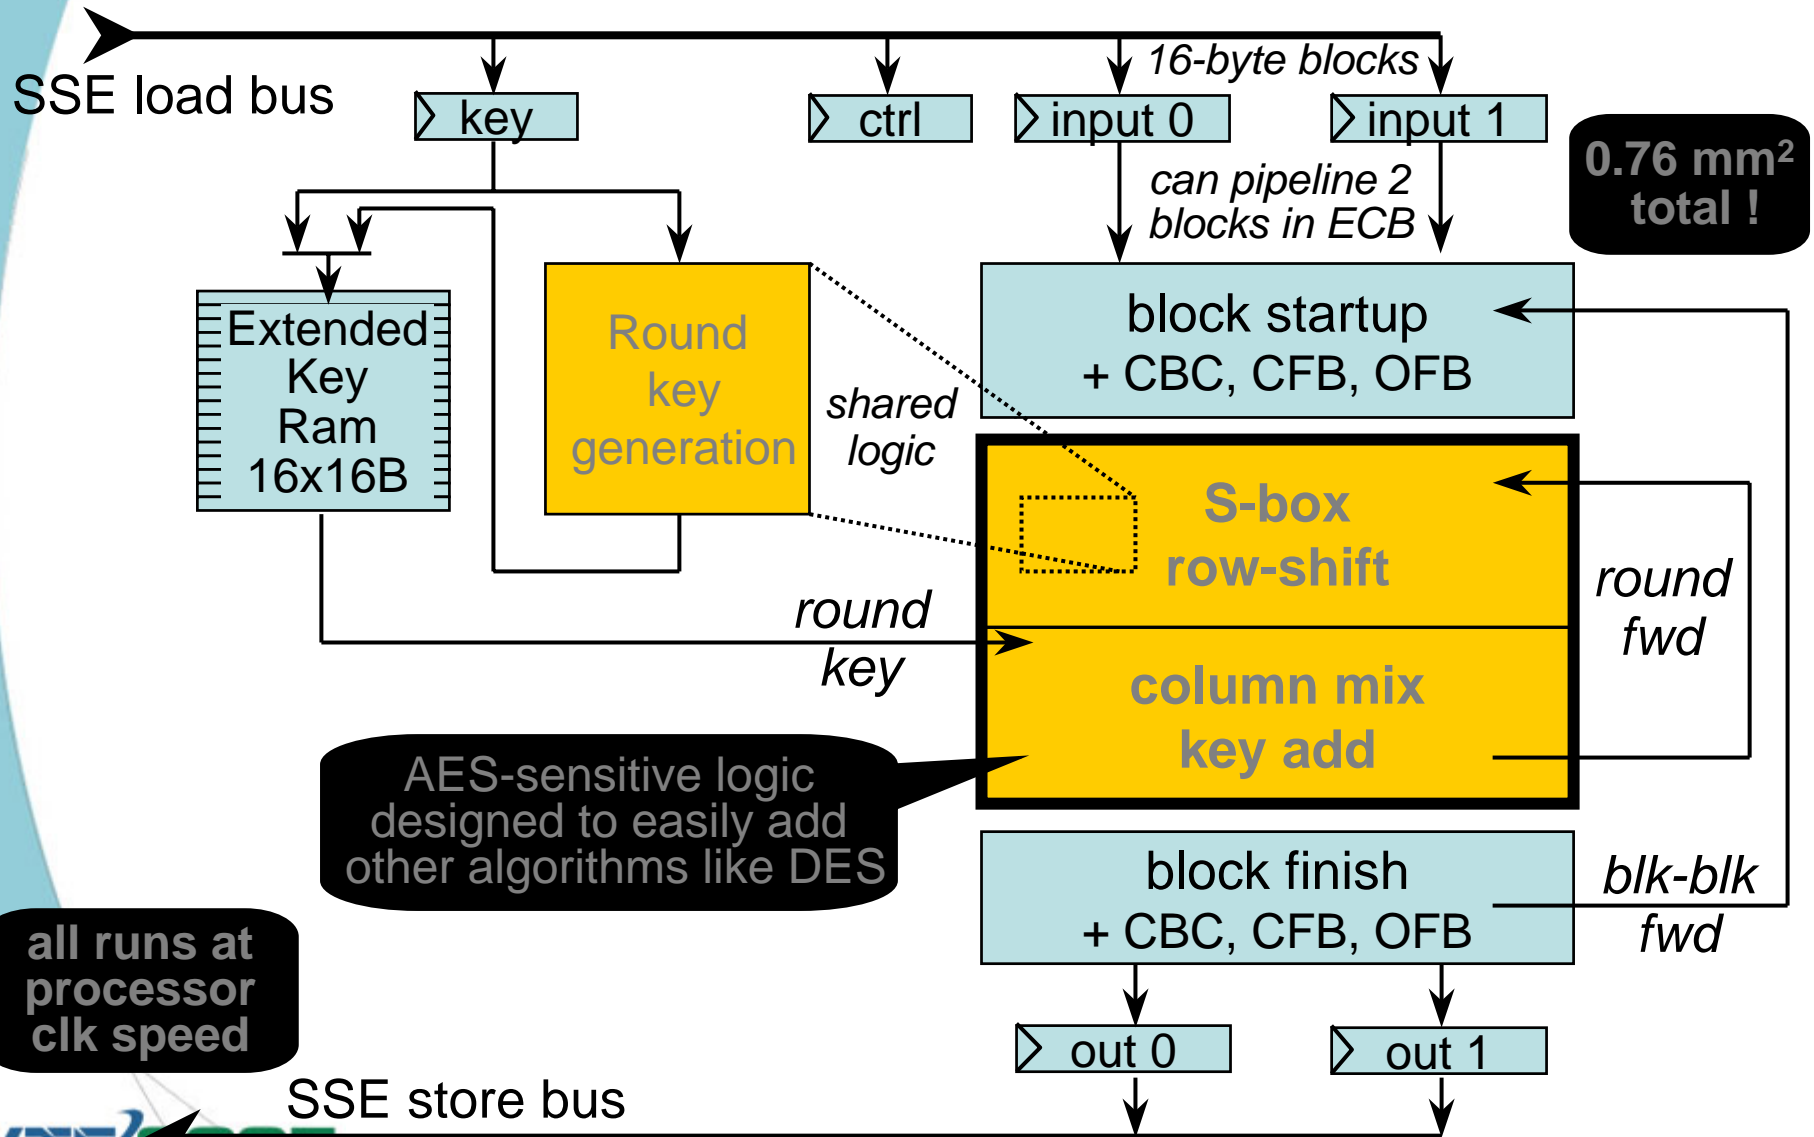 SSE load bus
16-byte blocks
key
ctrl
input 0
input 1
0.76 mm²
total !
can pipeline 2
blocks in ECB
Extended
Key
Ram
16x16B
Round
key
generation
shared
logic
block startup
+ CBC, CFB, OFB
S-box
row-shift
round
fwd
round
key
column mix
key add
AES-sensitive logic
designed to easily add
other algorithms like DES
block finish
+ CBC, CFB, OFB
blk-blk
fwd
all runs at
processor
clk speed
out 0
out 1
SSE store bus